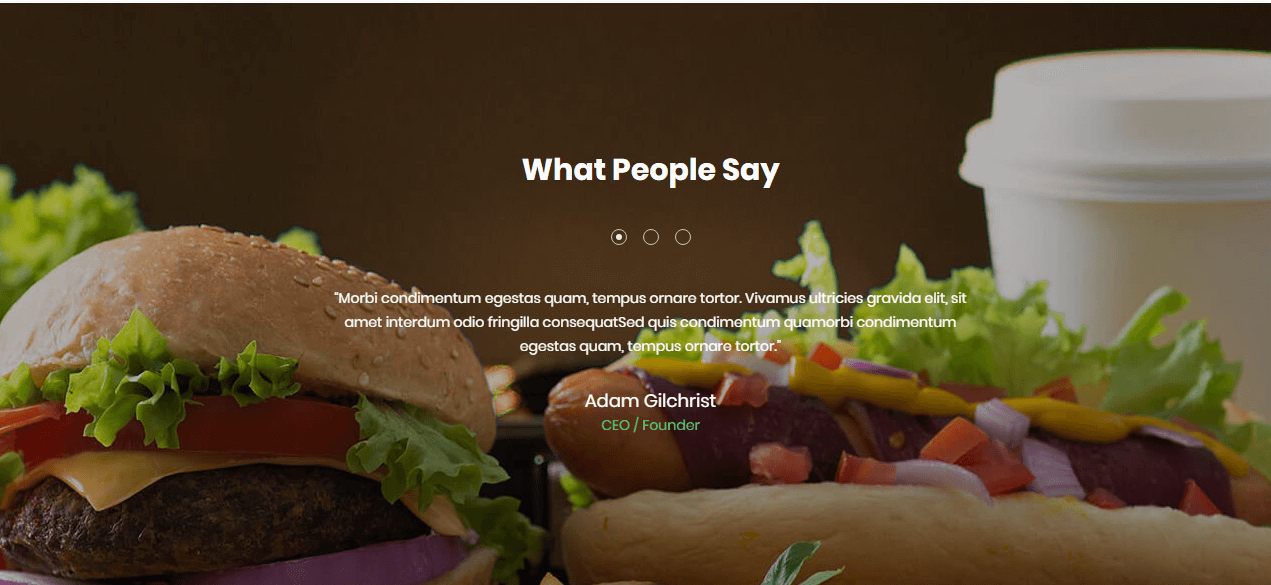 What People Say
"Morbi condimentum egestas quam, tempus ornare tortor. Vivamus ultricies gravida elit, sit
amet interdum odio fringilla consequatSed quis condimentum quamorbi condimentum
egestas quam, tempus ornare tortor."
Adam Gilchrist
CEO / Founder